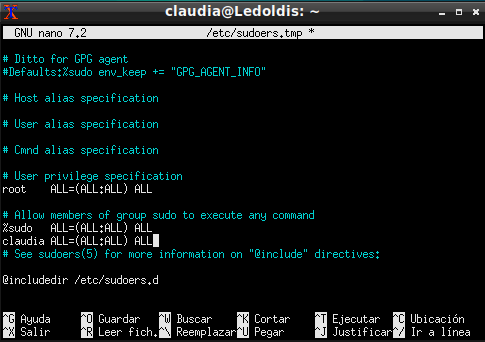 claudia@Ledoldis: ~
GNU nano 7.2 /etc/sudoers.tmp *
# Ditto for GPG agent
#Defaults:%sudo env_keep += "GPG_AGENT_INFO"
# Host alias specification
# User alias specification
# Cmnd alias specification
# User privilege specification
root ALL=(ALL:ALL) ALL
# Allow members of group sudo to execute any command
%sudo ALL=(ALL:ALL) ALL
claudia ALL=(ALL:ALL) ALL
# See sudoers(5) for more information on "@include" directives:
@includedir /etc/sudoers.d
^G Ayuda ^O Guardar ^W Buscar ^K Cortar ^T Ejecutar ^C Ubicación
^X Salir ^R Leer fich. ^\ Reemplazar ^U Pegar ^J Justificar ^/ Ir a línea